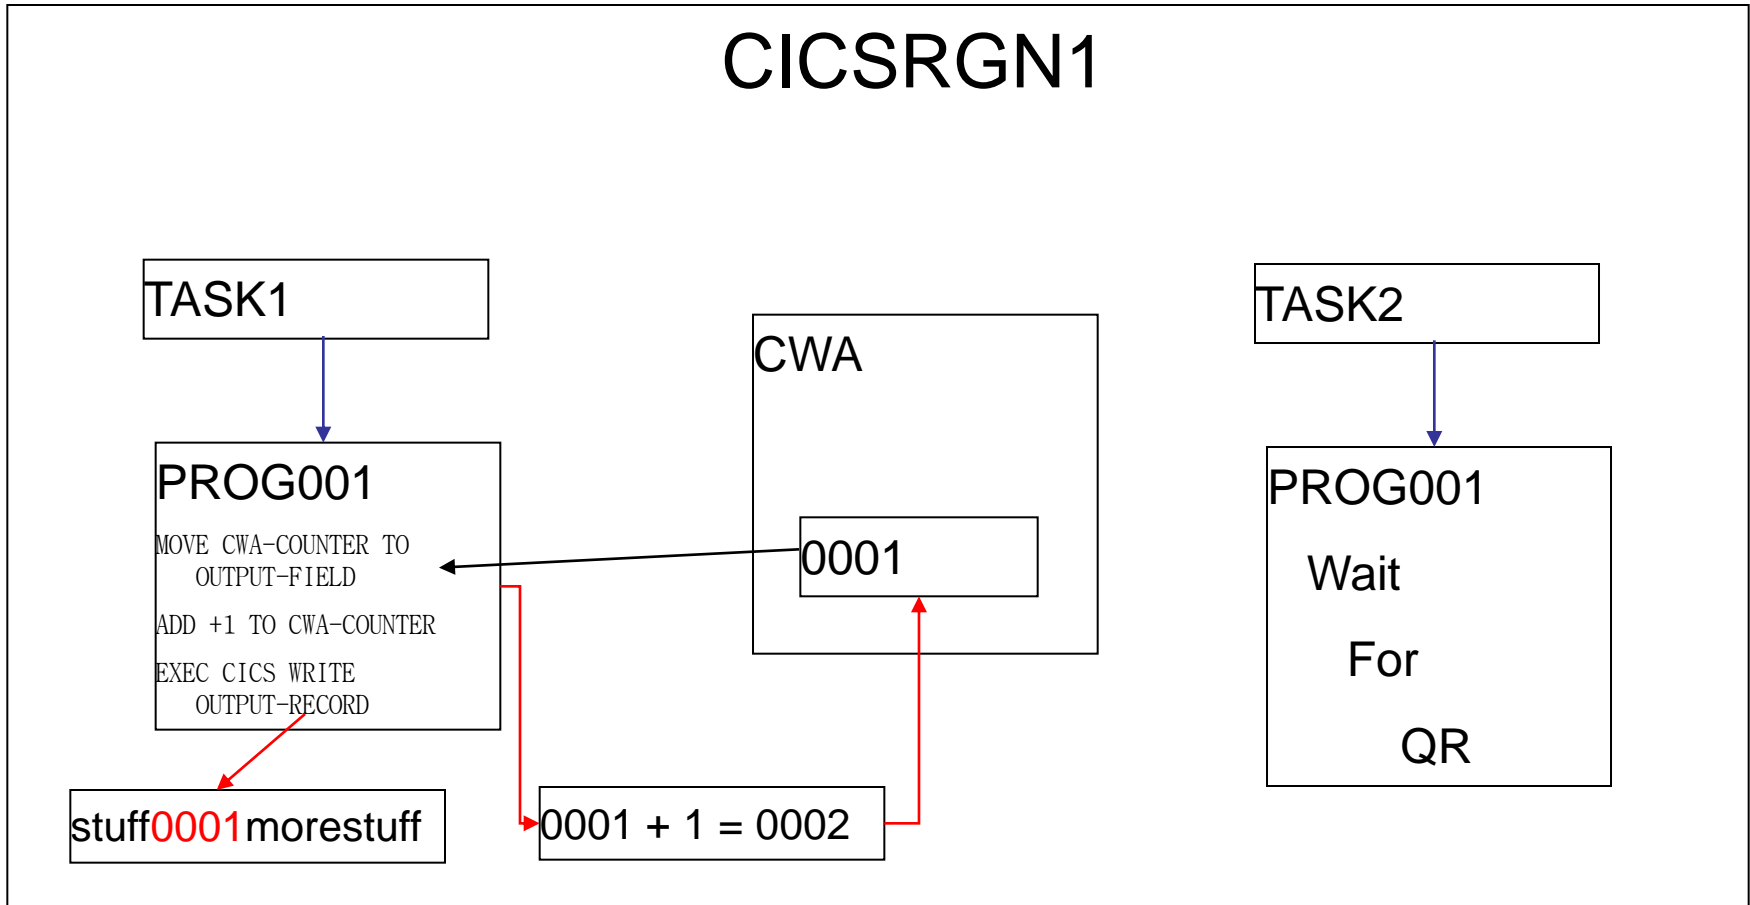 CICSRGN1
TASK1
PROG001
MOVE CWA-COUNTER TO
OUTPUT-FIELD
ADD +1 TO CWA-COUNTER
EXEC CICS WRITE
OUTPUT-RECORD
stuff0001morestuff
CWA
0001
0001 + 1 = 0002
TASK2
PROG001
Wait
For
QR